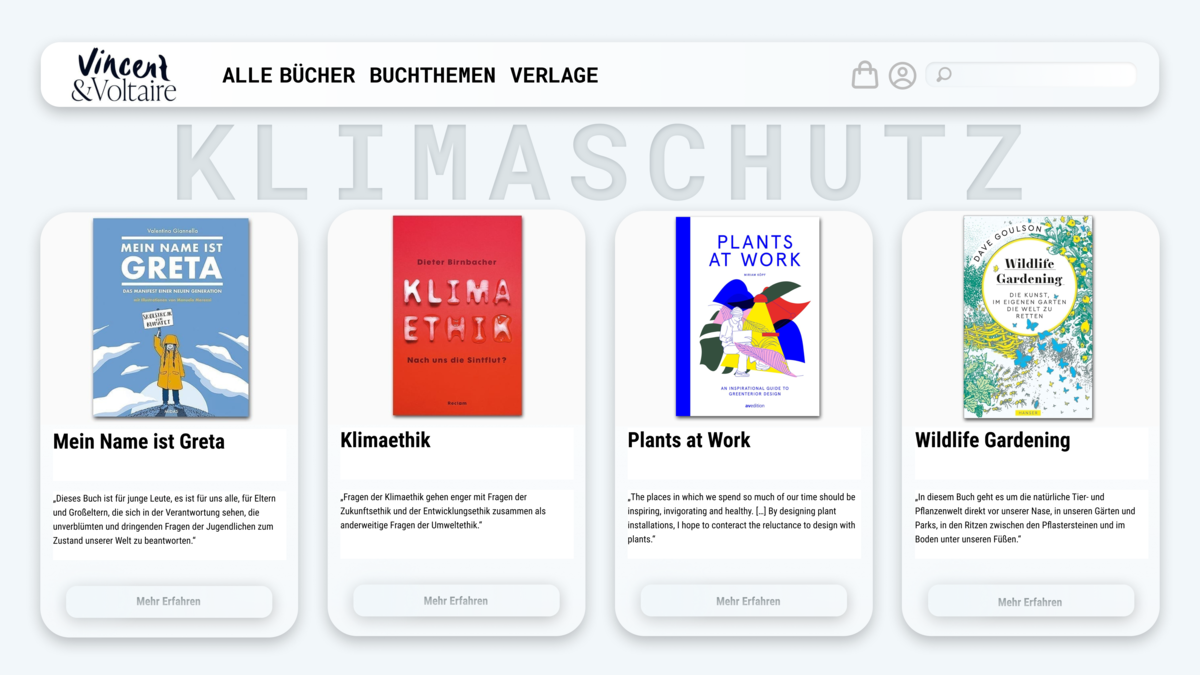 Vincent
&Voltaire
ALLE BÜCHER BUCHTHEMEN VERLAGE
KLIMASCHUTZ
Valentina Giannella
MEIN NAME IST
GRETA
DAS MANIFEST EINER NEUEN GENERATION
Mein Name ist Greta
„Dieses Buch ist für junge Leute, es ist für uns alle, für Eltern
und Großeltern, die sich in der Verantwortung sehen, die
unverblümten und dringenden Fragen der Jugendlichen zum
Zustand unserer Welt zu beantworten.“
Mehr Erfahren
Dieter Birnbacher
KLIMA
ETHIK
Nach uns die Sintflut?
Reclam
Klimaethik
„Fragen der Klimaethik gehen enger mit Fragen der
Zukunftsethik und der Entwicklungsethik zusammen als
anderweitige Fragen der Umweltethik.“
Mehr Erfahren
PLANTS
AT WORK
AN INSPIRATIONAL GUIDE TO
GREENTERIOR DESIGN
avedition
Plants at Work
„The places in which we spend so much of our time should be
inspiring, invigorating and healthy. [...] By designing plant
installations, I hope to conteract the reluctance to design with
plants.“
Mehr Erfahren
DAVE GOULSON
Wildlife
Gardening
DIE KUNST,
IM EIGENEN GARTEN
DIE WELT ZU
RETTEN
HANSER
Wildlife Gardening
„In diesem Buch geht es um die natürliche Tier- und
Pflanzenwelt direkt vor unserer Nase, in unseren Gärten und
Parks, in den Ritzen zwischen den Pflastersteinen und im
Boden unter unseren Füßen.“
Mehr Erfahren